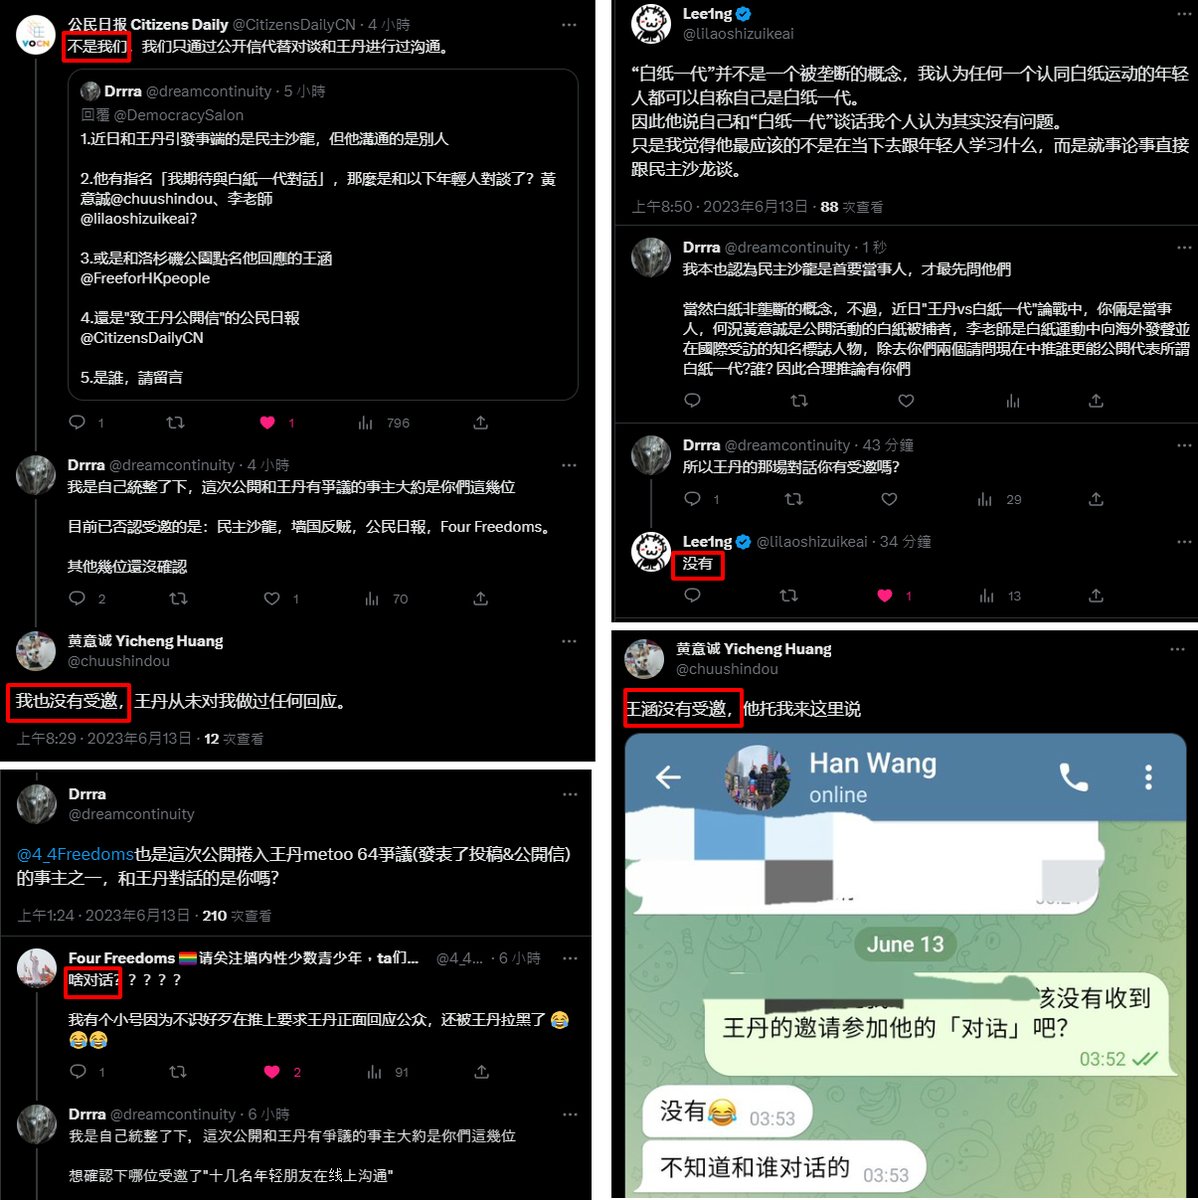 公民日报 Citizens Daily @CitizensDailyCN · 4 小時
YOCN
不是我们，我们只通过公开信代替对谈和王丹进行过沟通。
Drrra @dreamcontinuity · 5 小時
回覆 @DemocracySalon
1.近日和王丹引發事端的是民主沙龍，但他溝通的是別人
2.他有指名「我期待與白紙一代對話」，那麼是和以下年輕人對談了？黃
意誠@chuushindou、李老師
@lilaoshizuikeai?
3.或是和洛杉磯公園點名他回應的王涵
@FreeforHKpeople
4.還是"致王丹公開信"的公民日報
@CitizensDailyCN
5.是誰，請留言
1 1 796
Drrra @dreamcontinuity · 4 小時
我是自己統整了下，這次公開和王丹有爭議的事主大約是你們這幾位
目前已否認受邀的是：民主沙龍，墙国反贼，公民日報，Four Freedoms。
其他幾位還沒確認
2 1 70
黄意诚 Yicheng Huang
@chuushindou
我也没有受邀，王丹从未对我做过任何回应。
上午8:29 · 2023年6月13日 · 12 次查看
Drrra
@dreamcontinuity
@4_4Freedoms也是這次公開捲入王丹metoo 64爭議(發表了投稿&公開信)
的事主之一，和王丹對話的是你嗎？
上午1:24 · 2023年6月13日 · 210 次查看
Four Freedoms 🏳️‍🌈请关注墙内性少数青少年，ta们... @4_4... · 6 小時
啥对话？？？？？
我有个小号因为不识好歹在推上要求王丹正面回应公众，还被王丹拉黑了 😂
😂😂
1 2 91
Drrra @dreamcontinuity · 6 小時
我是自己統整了下，這次公開和王丹有爭議的事主大約是你們這幾位
想確認下哪位受邀了"十几名年轻朋友在线上沟通"
Lee1ng
@lilaoshizuikeai
“白纸一代”并不是一个被垄断的概念，我认为任何一个认同白纸运动的年轻
人都可以自称自己是白纸一代。
因此他说自己和“白纸一代”谈话我个人认为其实没有问题。
只是我觉得他最应该的不是在当下去跟年轻人学习什么，而是就事论事直接
跟民主沙龙谈。
上午8:50 · 2023年6月13日 · 88 次查看
Drrra @dreamcontinuity · 1 秒
我本也認為民主沙龍是首要當事人，才最先問他們
當然白紙非壟斷的概念，不過，近日"王丹vs白紙一代"論戰中，你倆是當事
人，何況黃意誠是公開活動的白紙被捕者，李老師是白紙運動中向海外發聲並
在國際受訪的知名標誌人物，除去你們兩個請問現在中推誰更能公開代表所謂
白紙一代?誰? 因此合理推論有你們
Drrra @dreamcontinuity · 43 分鐘
所以王丹的那場對話你有受邀嗎?
1 29
Lee1ng @lilaoshizuikeai · 34 分鐘
没有
1 13
黄意诚 Yicheng Huang
@chuushindou
王涵没有受邀，他托我来这里说
Han Wang
online
June 13
该没有收到
王丹的邀请参加他的「对话」吧？
03:52
没有😂 03:53
不知道和谁对话的 03:53